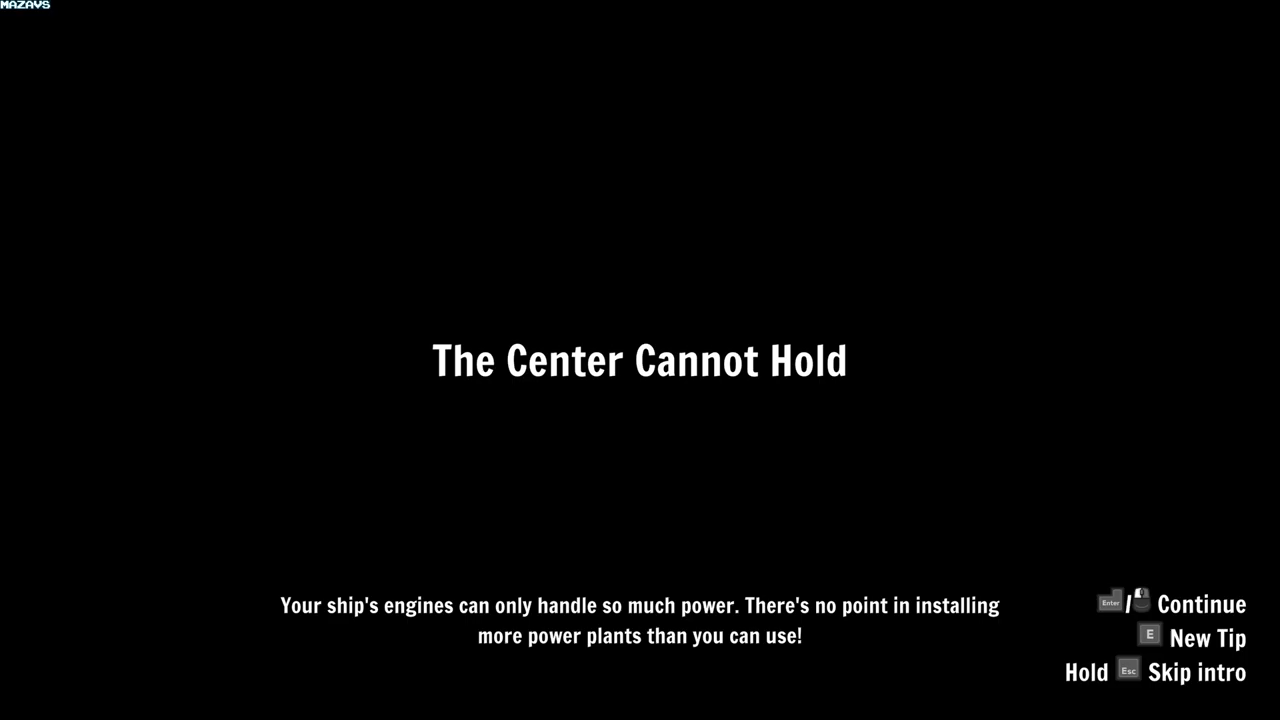 MAZAVS
The Center Cannot Hold
Your ship's engines can only handle so much power. There's no point in installing
more power plants than you can use!
Enter / Continue
E New Tip
Hold Esc Skip intro